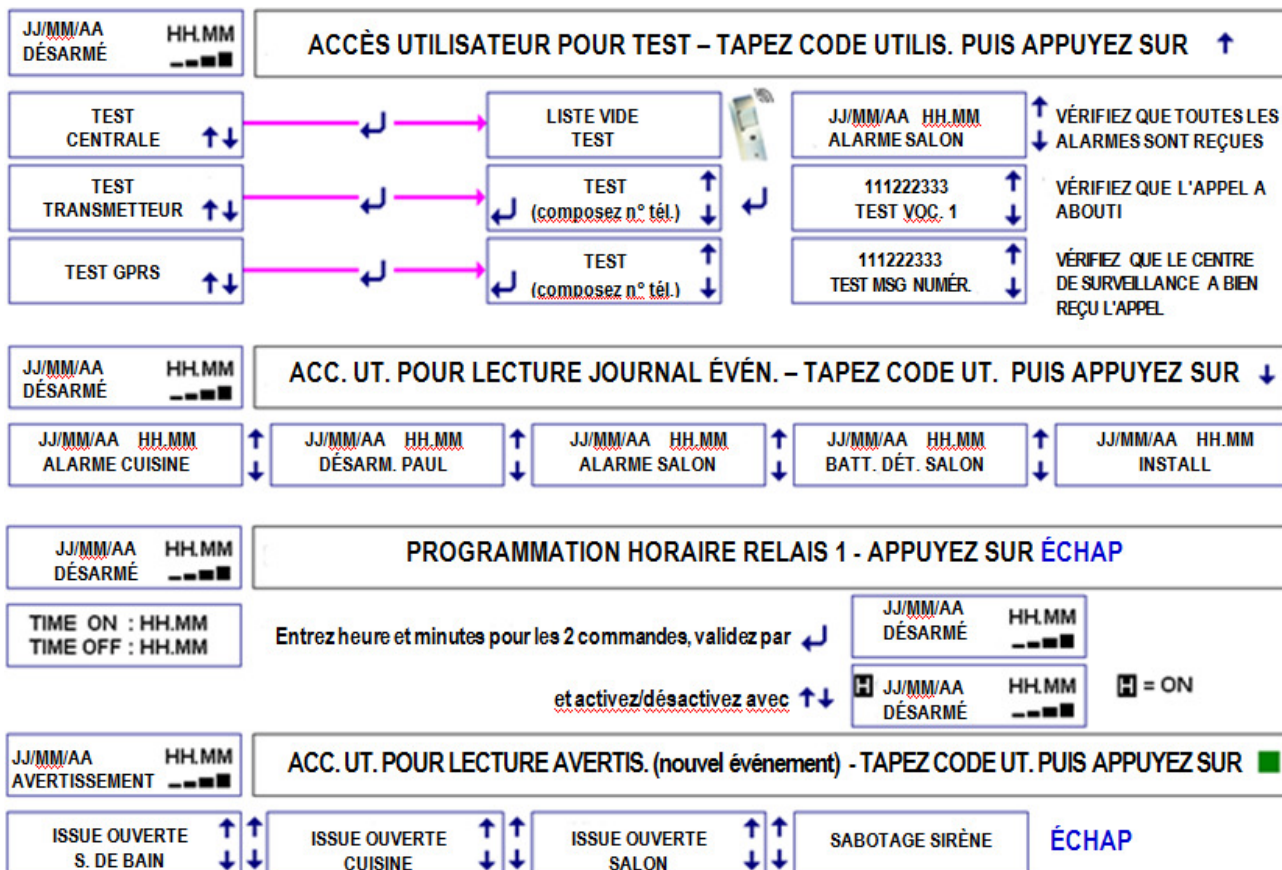 JJ/MM/AA HH.MM
DÉSARMÉ
ACCÈS UTILISATEUR POUR TEST – TAPEZ CODE UTILIS. PUIS APPUYEZ SUR ↑
TEST
CENTRALE ↑↓
LISTE VIDE
TEST
JJ/MM/AA HH.MM
ALARME SALON
VÉRIFIEZ QUE TOUTES LES
ALARMES SONT REÇUES
TEST
TRANSMETTEUR ↑↓
TEST
(composez n° tél.)
111222333
TEST VOC. 1
VÉRIFIEZ QUE L'APPEL A
ABOUTI
TEST GPRS ↑↓
TEST
(composez n° tél.)
111222333
TEST MSG NUMÉR.
VÉRIFIEZ QUE LE CENTRE
DE SURVEILLANCE A BIEN
REÇU L'APPEL
JJ/MM/AA HH.MM
DÉSARMÉ
ACC. UT. POUR LECTURE JOURNAL ÉVÉN. – TAPEZ CODE UT. PUIS APPUYEZ SUR ↓
JJ/MM/AA HH.MM
ALARME CUISINE
JJ/MM/AA HH.MM
DÉSARM. PAUL
JJ/MM/AA HH.MM
ALARME SALON
JJ/MM/AA HH.MM
BATT. DÉT. SALON
JJ/MM/AA HH.MM
INSTALL
JJ/MM/AA HH.MM
DÉSARMÉ
PROGRAMMATION HORAIRE RELAIS 1 - APPUYEZ SUR ÉCHAP
TIME ON : HH.MM
TIME OFF : HH.MM
Entrez heure et minutes pour les 2 commandes, validez par ↵
JJ/MM/AA HH.MM
DÉSARMÉ
et activez/désactivez avec ↑↓
H JJ/MM/AA HH.MM
DÉSARMÉ
H = ON
JJ/MM/AA HH.MM
AVERTISSEMENT
ACC. UT. POUR LECTURE AVERTIS. (nouvel événement) - TAPEZ CODE UT. PUIS APPUYEZ SUR
ISSUE OUVERTE
S. DE BAIN
ISSUE OUVERTE
CUISINE
ISSUE OUVERTE
SALON
SABOTAGE SIRÈNE
ÉCHAP